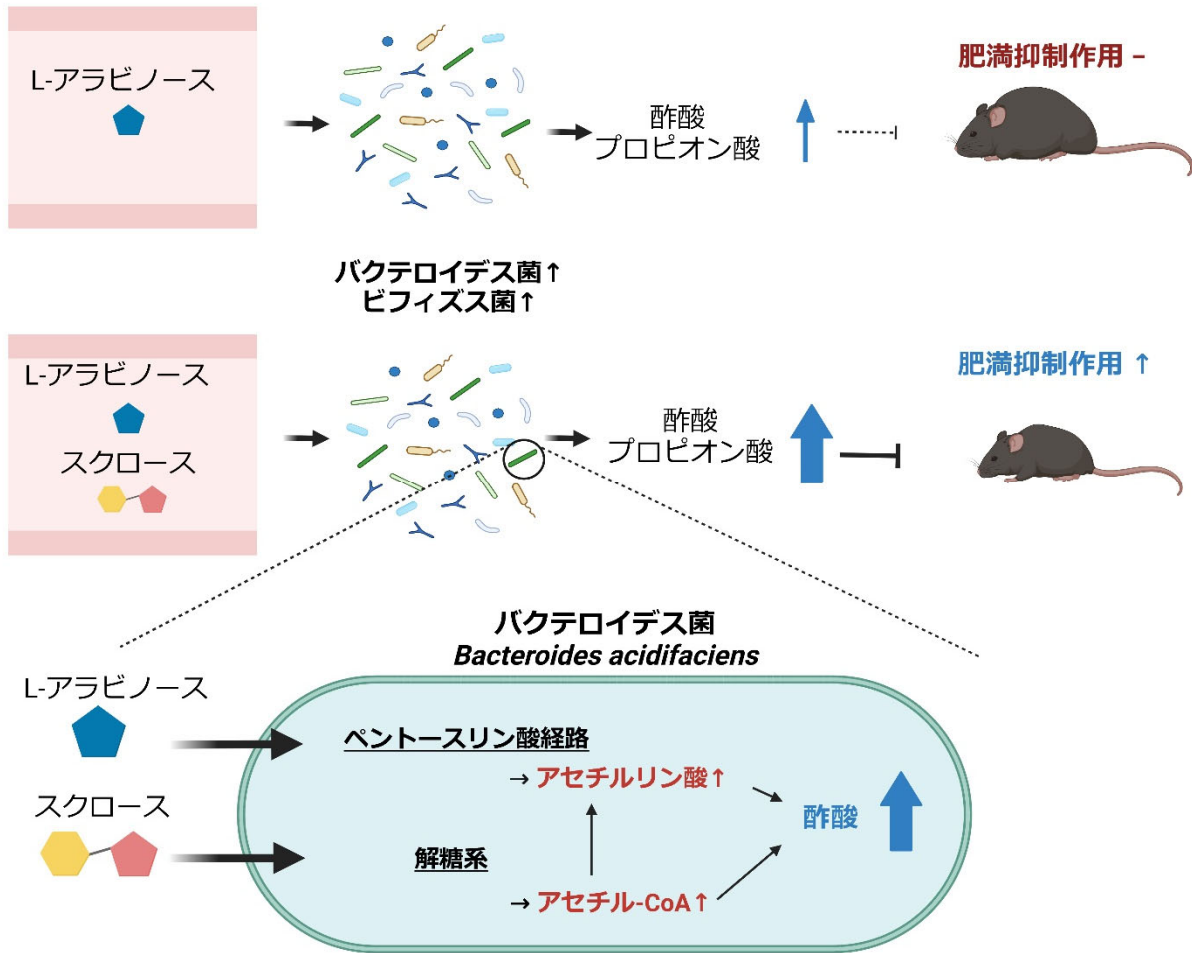 L-アラビノース
酢酸
プロピオン酸
肥満抑制作用 –
バクテロイデス菌↑
ビフィズス菌↑
L-アラビノース
スクロース
酢酸
プロピオン酸
肥満抑制作用 ↑
バクテロイデス菌
Bacteroides acidifaciens
L-アラビノース
ペントースリン酸経路
→ アセチルリン酸↑
スクロース
酢酸
解糖系
→ アセチル-CoA↑